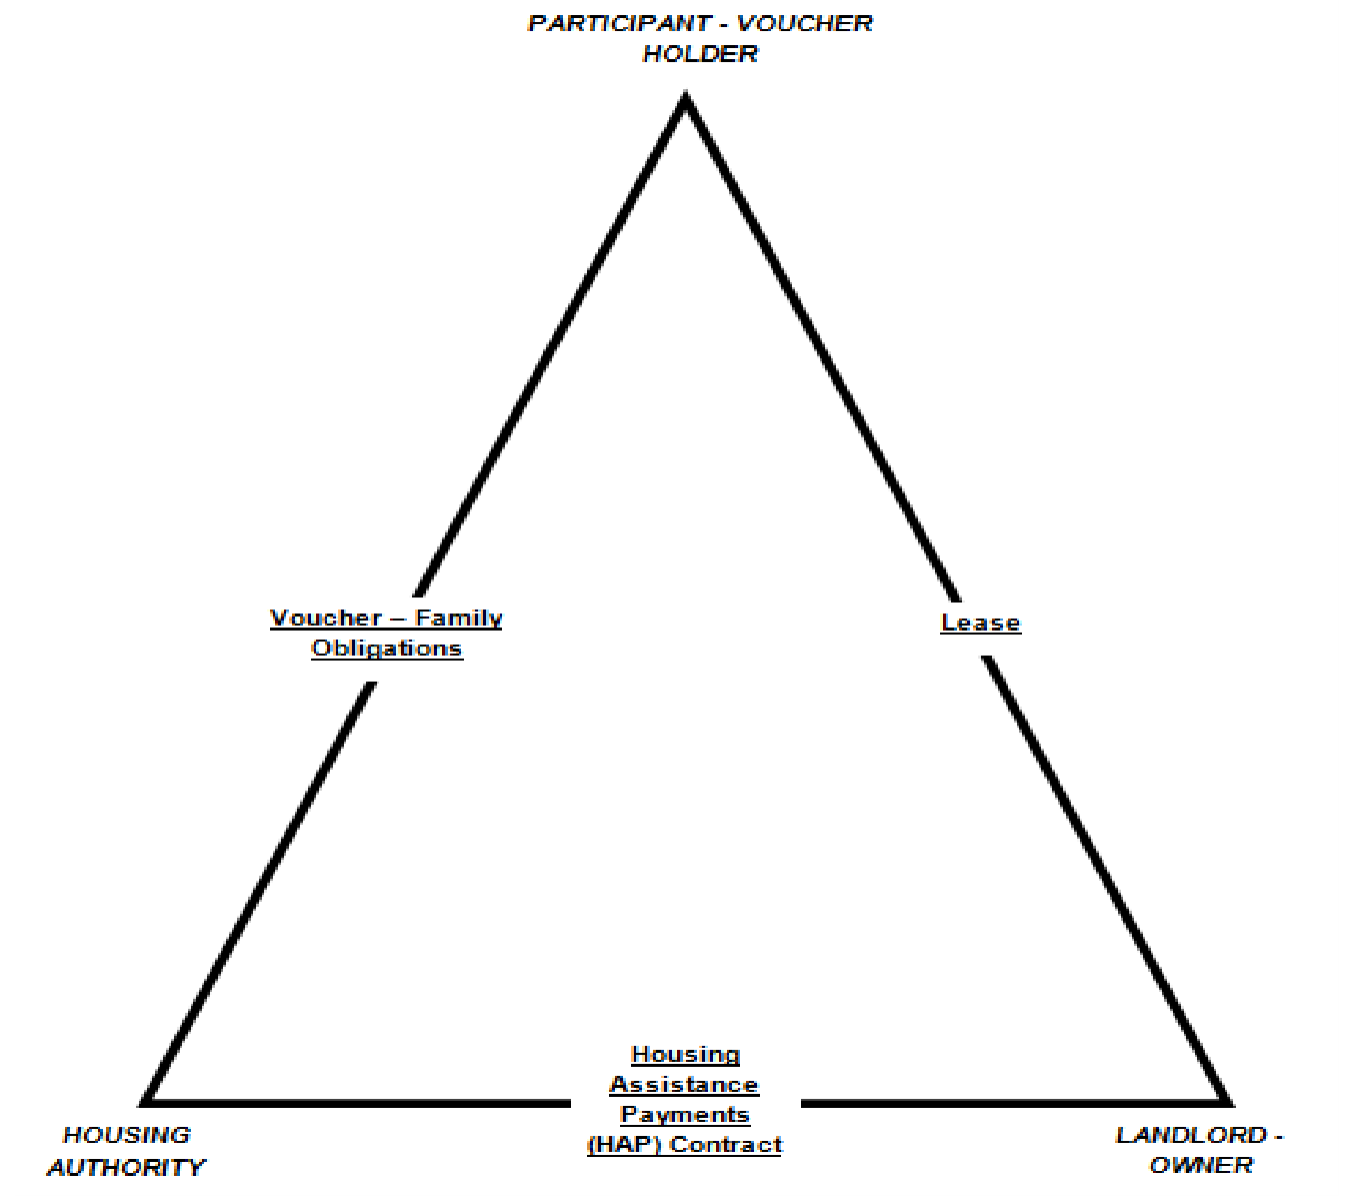 PARTICIPANT - VOUCHER
HOLDER
Voucher – Family
Obligations
Lease
Housing
Assistance
Payments
(HAP) Contract
HOUSING
AUTHORITY
LANDLORD -
OWNER